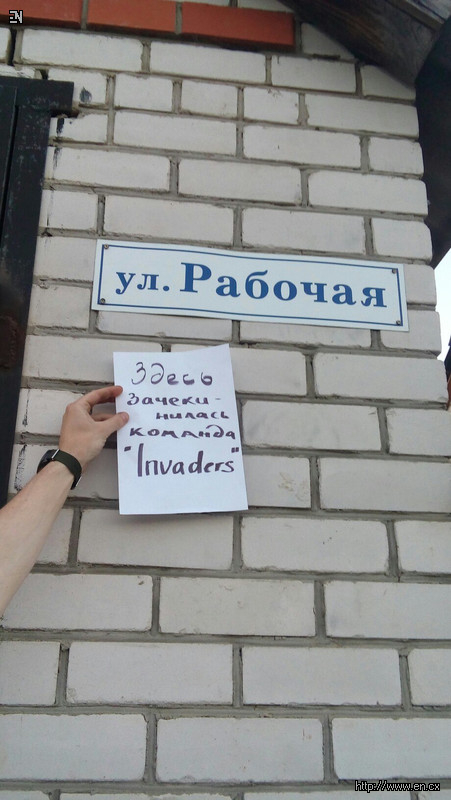 EN
ул. Рабочая
Здесь
зачеки-
нилась
команда
"Invaders"
http://www.en.cx